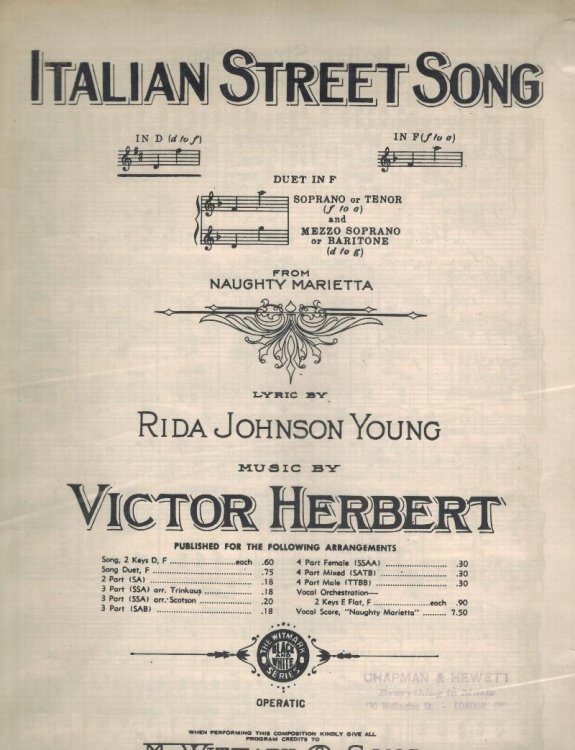 ITALIAN STREET SONG
IN D (d to f)
IN F (f to a)
DUET IN F
SOPRANO or TENOR
(f to a)
and
MEZZO SOPRANO
or BARITONE
(d to g)
FROM
NAUGHTY MARIETTA
LYRIC BY
RIDA JOHNSON YOUNG
MUSIC BY
VICTOR HERBERT
PUBLISHED FOR THE FOLLOWING ARRANGEMENTS
Song, 2 Keys D, F each .60
Song Duet, F .75
2 Part (SA) .18
3 Part (SSA) arr. Trinkaus .18
3 Part (SSA) arr. Scotson .20
3 Part (SAB) .18
4 Part Female (SSAA) .30
4 Part Mixed (SATB) .30
4 Part Male (TTBB) .30
Vocal Orchestration—
2 Keys E Flat, F each .90
Vocal Score, "Naughty Marietta" 7.50
THE WITMARK
BLACK
AND
WHITE
SERIES
OPERATIC
CHAPMAN & HEWETT
Everything in Music
Wellington St. - LONDON, ONT
WHEN PERFORMING THIS COMPOSITION KINDLY GIVE ALL
PROGRAM CREDITS TO
M. WITMARK & SONS